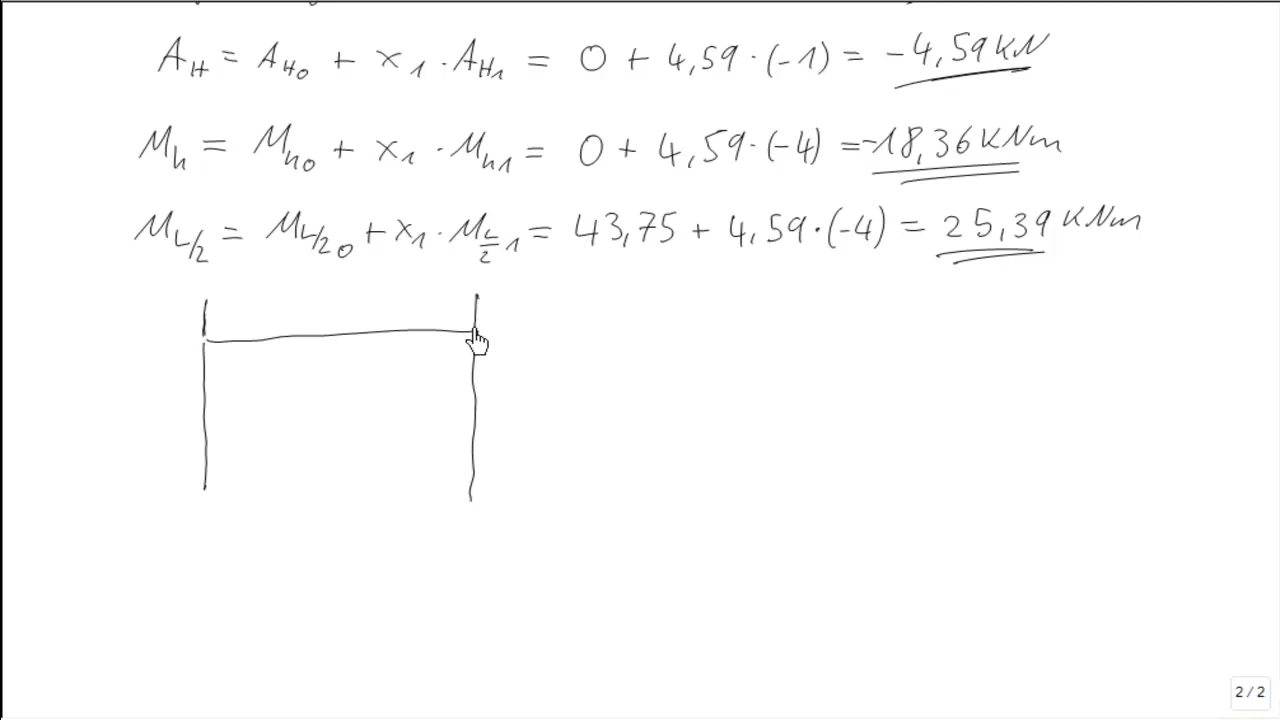 A_H = A_H0 + x_1 · A_H1 = 0 + 4,59 · (-1) = -4,59 kN
M_h = M_h0 + x_1 · M_h1 = 0 + 4,59 · (-4) = -18,36 kNm
M_L/2 = M_L/2 0 + x_1 · M_L/2 1 = 43,75 + 4,59 · (-4) = 25,39 kNm
2 / 2